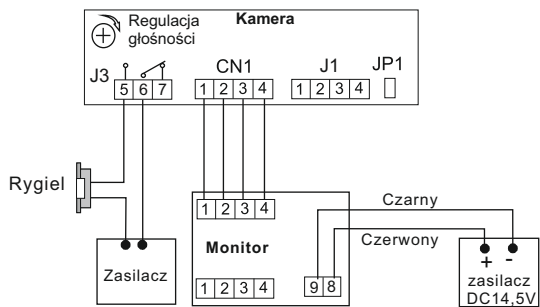 Kamera
Regulacja
głośności
J3
CN1
J1
JP1
5 6 7
1 2 3 4
1 2 3 4
Rygiel
1 2 3 4
Monitor
Czarny
Czerwony
Zasilacz
1 2 3 4
9 8
+ -
zasilacz
DC14,5V